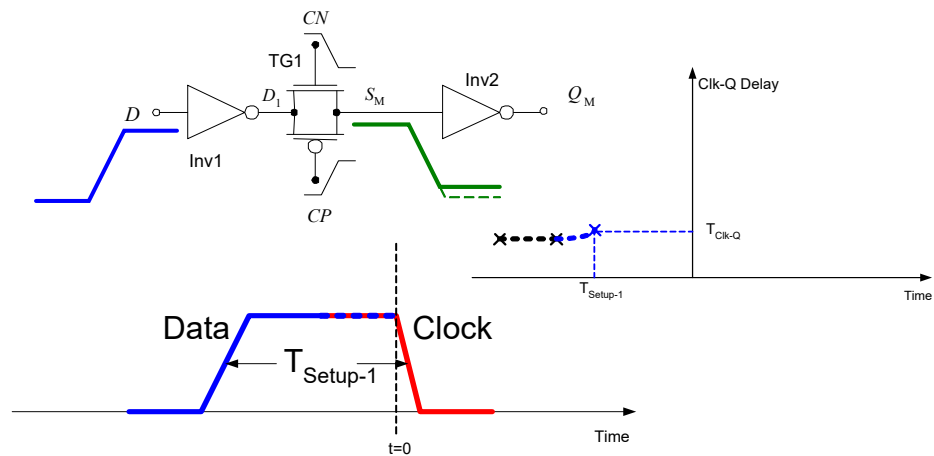 CN
TG1
Inv2
Clk-Q Delay
D
D1
SM
QM
Inv1
CP
TClk-Q
TSetup-1
Time
Data
Clock
TSetup-1
Time
t=0